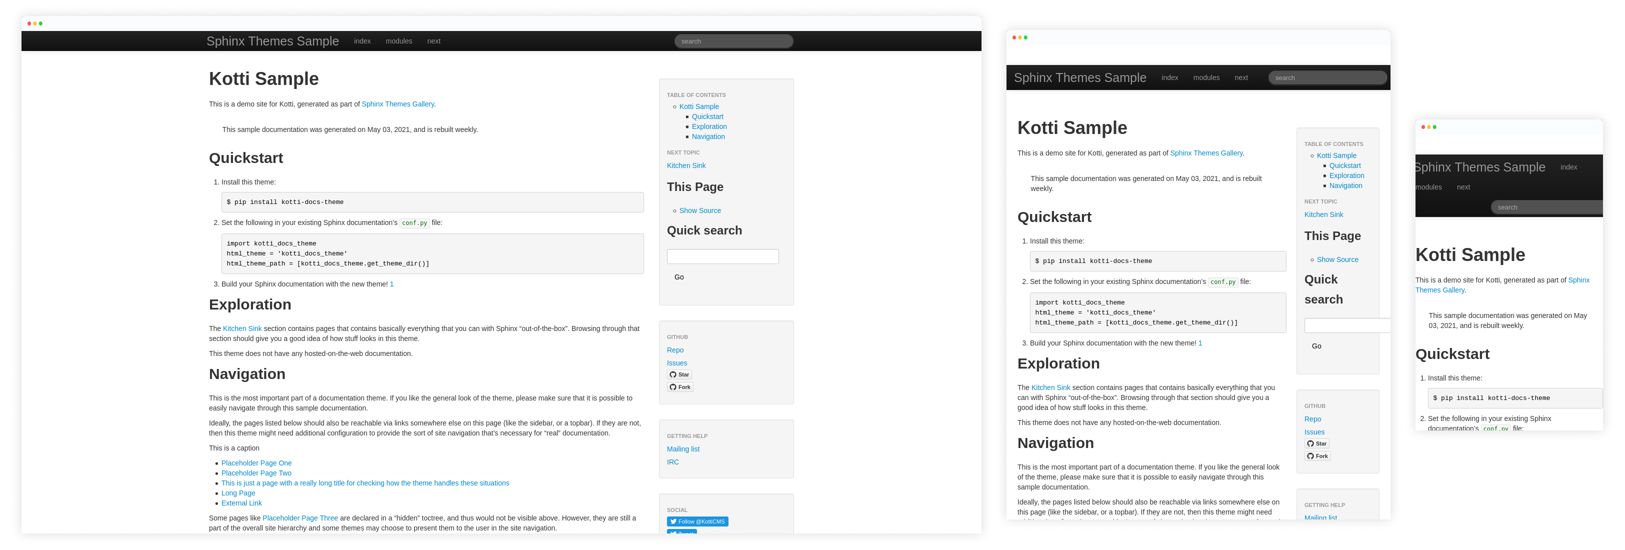 Sphinx Themes Sample index modules next search
Kotti Sample
This is a demo site for Kotti, generated as part of Sphinx Themes Gallery.
This sample documentation was generated on May 03, 2021, and is rebuilt weekly.
Quickstart
1. Install this theme:
$ pip install kotti-docs-theme
2. Set the following in your existing Sphinx documentation's conf.py file:
import kotti_docs_theme
html_theme = 'kotti_docs_theme'
html_theme_path = [kotti_docs_theme.get_theme_dir()]
3. Build your Sphinx documentation with the new theme! 1
Exploration
The Kitchen Sink section contains pages that contains basically everything that you can with Sphinx “out-of-the-box”. Browsing through that
section should give you a good idea of how stuff looks in this theme.
This theme does not have any hosted-on-the-web documentation.
Navigation
This is the most important part of a documentation theme. If you like the general look of the theme, please make sure that it is possible to
easily navigate through this sample documentation.
Ideally, the pages listed below should also be reachable via links somewhere else on this page (like the sidebar, or a topbar). If they are not,
then this theme might need additional configuration to provide the sort of site navigation that's necessary for “real” documentation.
This is a caption
Placeholder Page One
Placeholder Page Two
This is just a page with a really long title for checking how the theme handles these situations
Long Page
External Link
Some pages like Placeholder Page Three are declared in a “hidden” toctree, and thus would not be visible above. However, they are still a
part of the overall site hierarchy and some themes may choose to present them to the user in the site navigation.
TABLE OF CONTENTS
Kotti Sample
Quickstart
Exploration
Navigation
NEXT TOPIC
Kitchen Sink
This Page
Show Source
Quick search
Go
GITHUB
Repo
Issues
Star
Fork
GETTING HELP
Mailing list
IRC
SOCIAL
Follow @KottiCMS
Sphinx Themes Sample index modules next search
Kotti Sample
This is a demo site for Kotti, generated as part of Sphinx Themes Gallery.
This sample documentation was generated on May 03, 2021, and is rebuilt
weekly.
Quickstart
1. Install this theme:
$ pip install kotti-docs-theme
2. Set the following in your existing Sphinx documentation's conf.py file:
import kotti_docs_theme
html_theme = 'kotti_docs_theme'
html_theme_path = [kotti_docs_theme.get_theme_dir()]
3. Build your Sphinx documentation with the new theme! 1
Exploration
The Kitchen Sink section contains pages that contains basically everything that you
can with Sphinx “out-of-the-box”. Browsing through that section should give you a
good idea of how stuff looks in this theme.
This theme does not have any hosted-on-the-web documentation.
Navigation
This is the most important part of a documentation theme. If you like the general look
of the theme, please make sure that it is possible to easily navigate through this
sample documentation.
Ideally, the pages listed below should also be reachable via links somewhere else on
this page (like the sidebar, or a topbar). If they are not, then this theme might need
TABLE OF CONTENTS
Kotti Sample
Quickstart
Exploration
Navigation
NEXT TOPIC
Kitchen Sink
This Page
Show Source
Quick
search
Go
GITHUB
Repo
Issues
Star
Fork
GETTING HELP
Mailing list
Sphinx Themes Sample index
modules next
search
Kotti Sample
This is a demo site for Kotti, generated as part of Sphinx
Themes Gallery.
This sample documentation was generated on May
03, 2021, and is rebuilt weekly.
Quickstart
1. Install this theme:
$ pip install kotti-docs-theme
2. Set the following in your existing Sphinx
documentation's conf.py file: